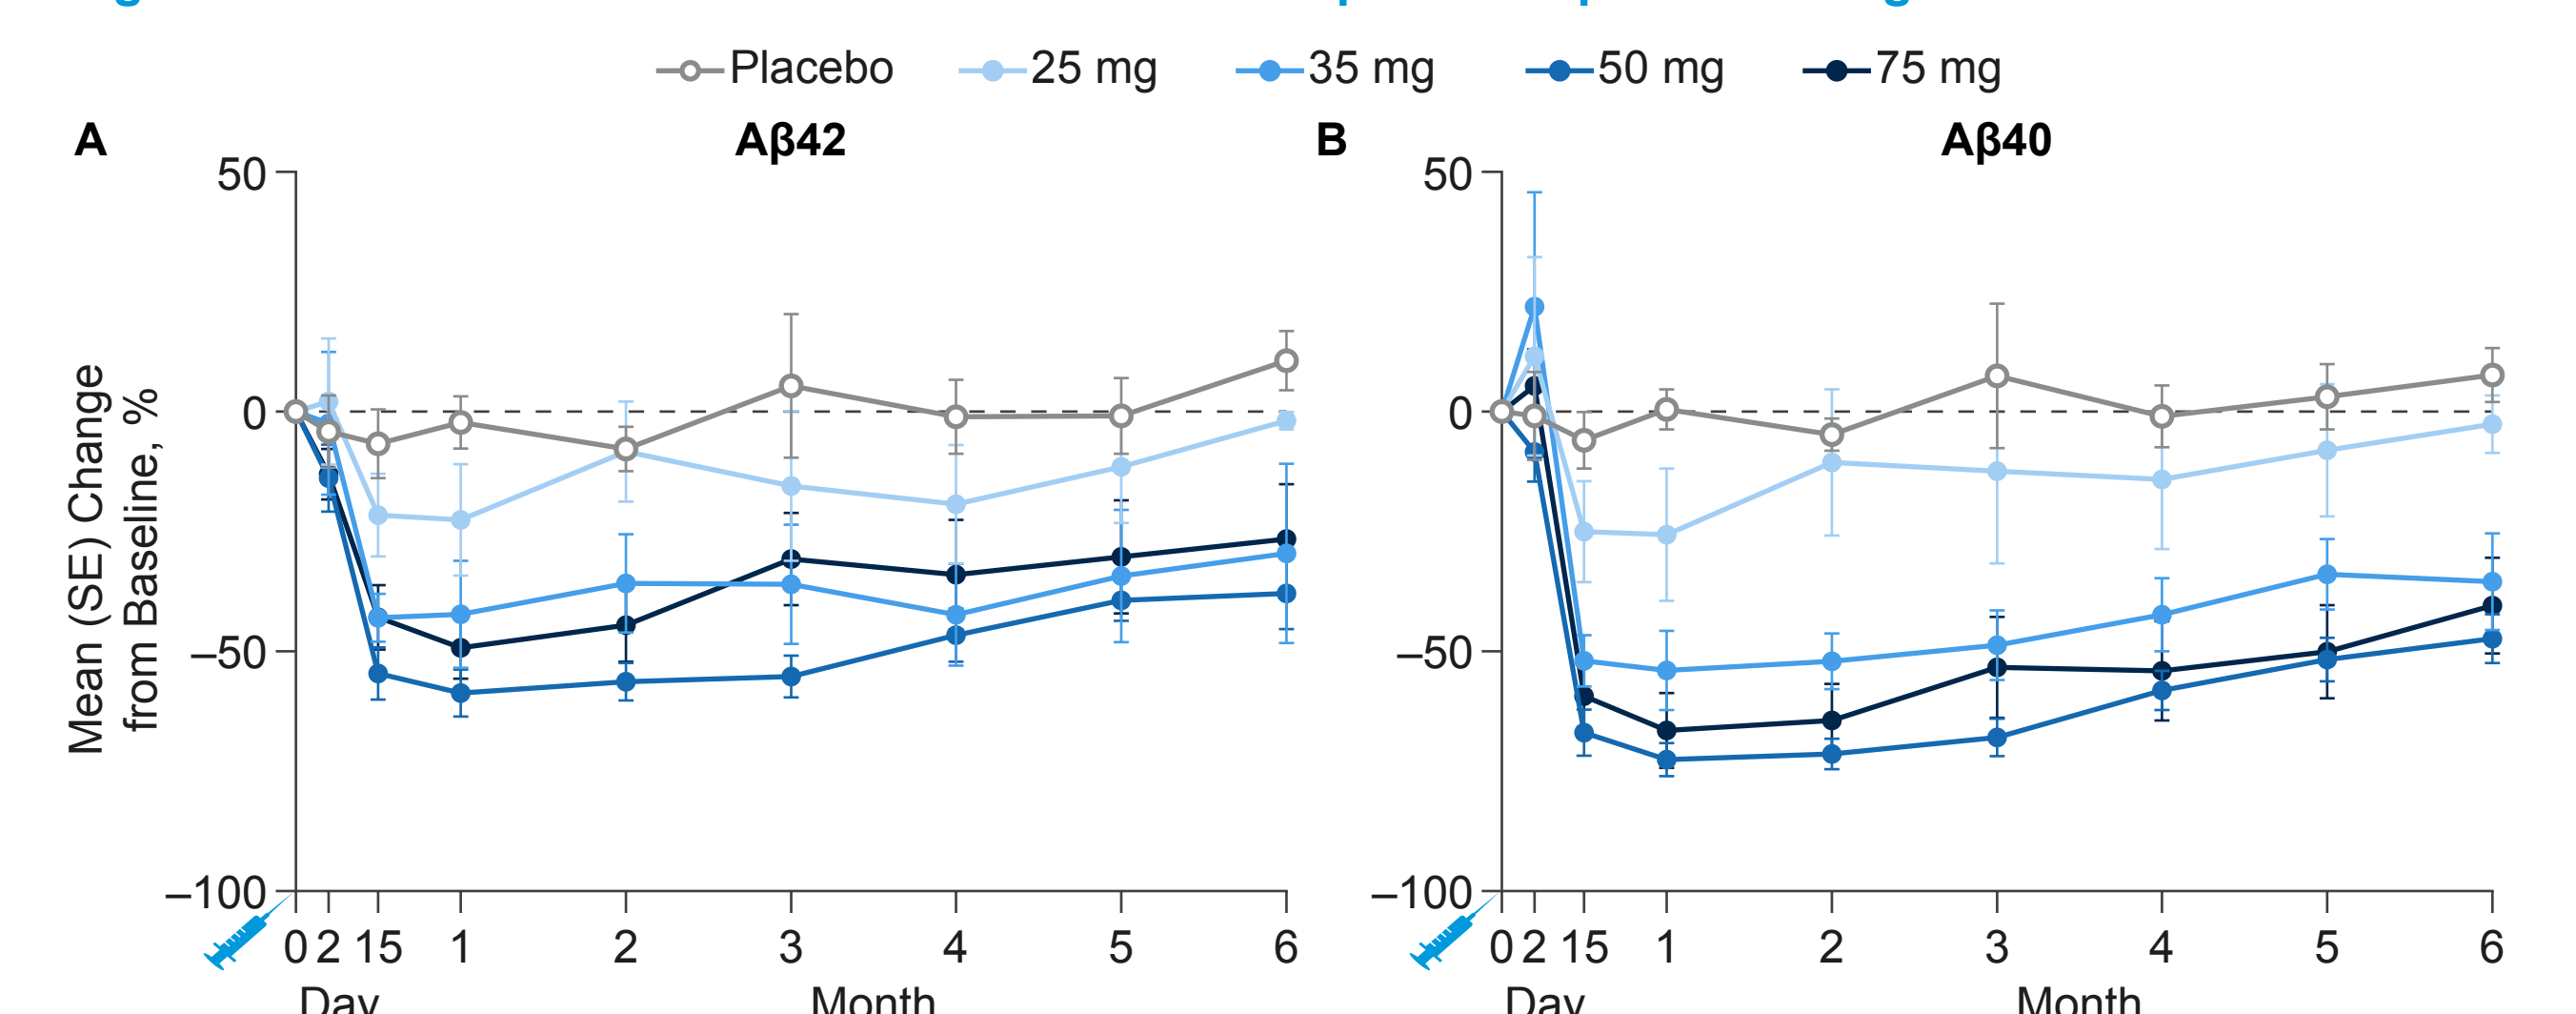 Placebo 25 mg 35 mg 50 mg 75 mg
A Aβ42
50
0
–50
–100
Mean (SE) Change
from Baseline, %
0 2 15 1 2 3 4 5 6
Day Month
B Aβ40
50
0
–50
–100
0 2 15 1 2 3 4 5 6
Day Month